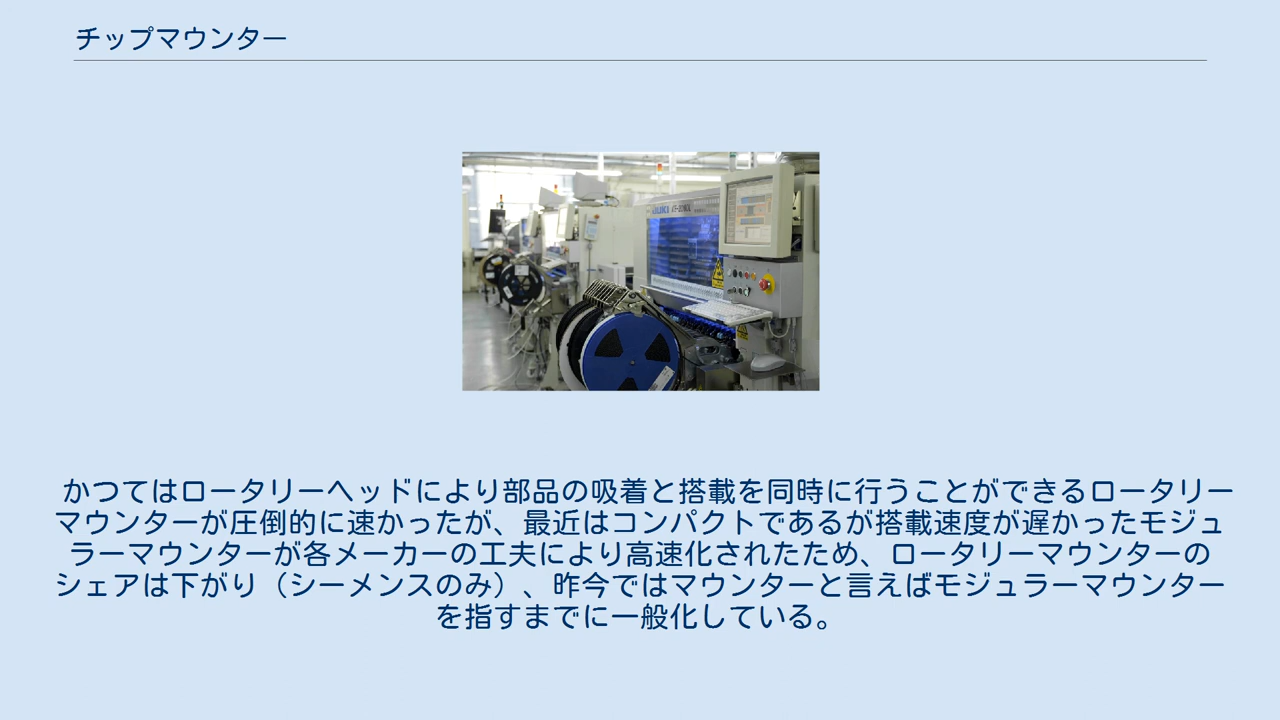 チップマウンター
かつてはロータリーヘッドにより部品の吸着と搭載を同時に行うことができるロータリー
マウンターが圧倒的に速かったが、最近はコンパクトであるが搭載速度が遅かったモジュ
ラーマウンターが各メーカーの工夫により高速化されたため、ロータリーマウンターの
シェアは下がり（シーメンスのみ）、昨今ではマウンターと言えばモジュラーマウンター
を指すまでに一般化している。